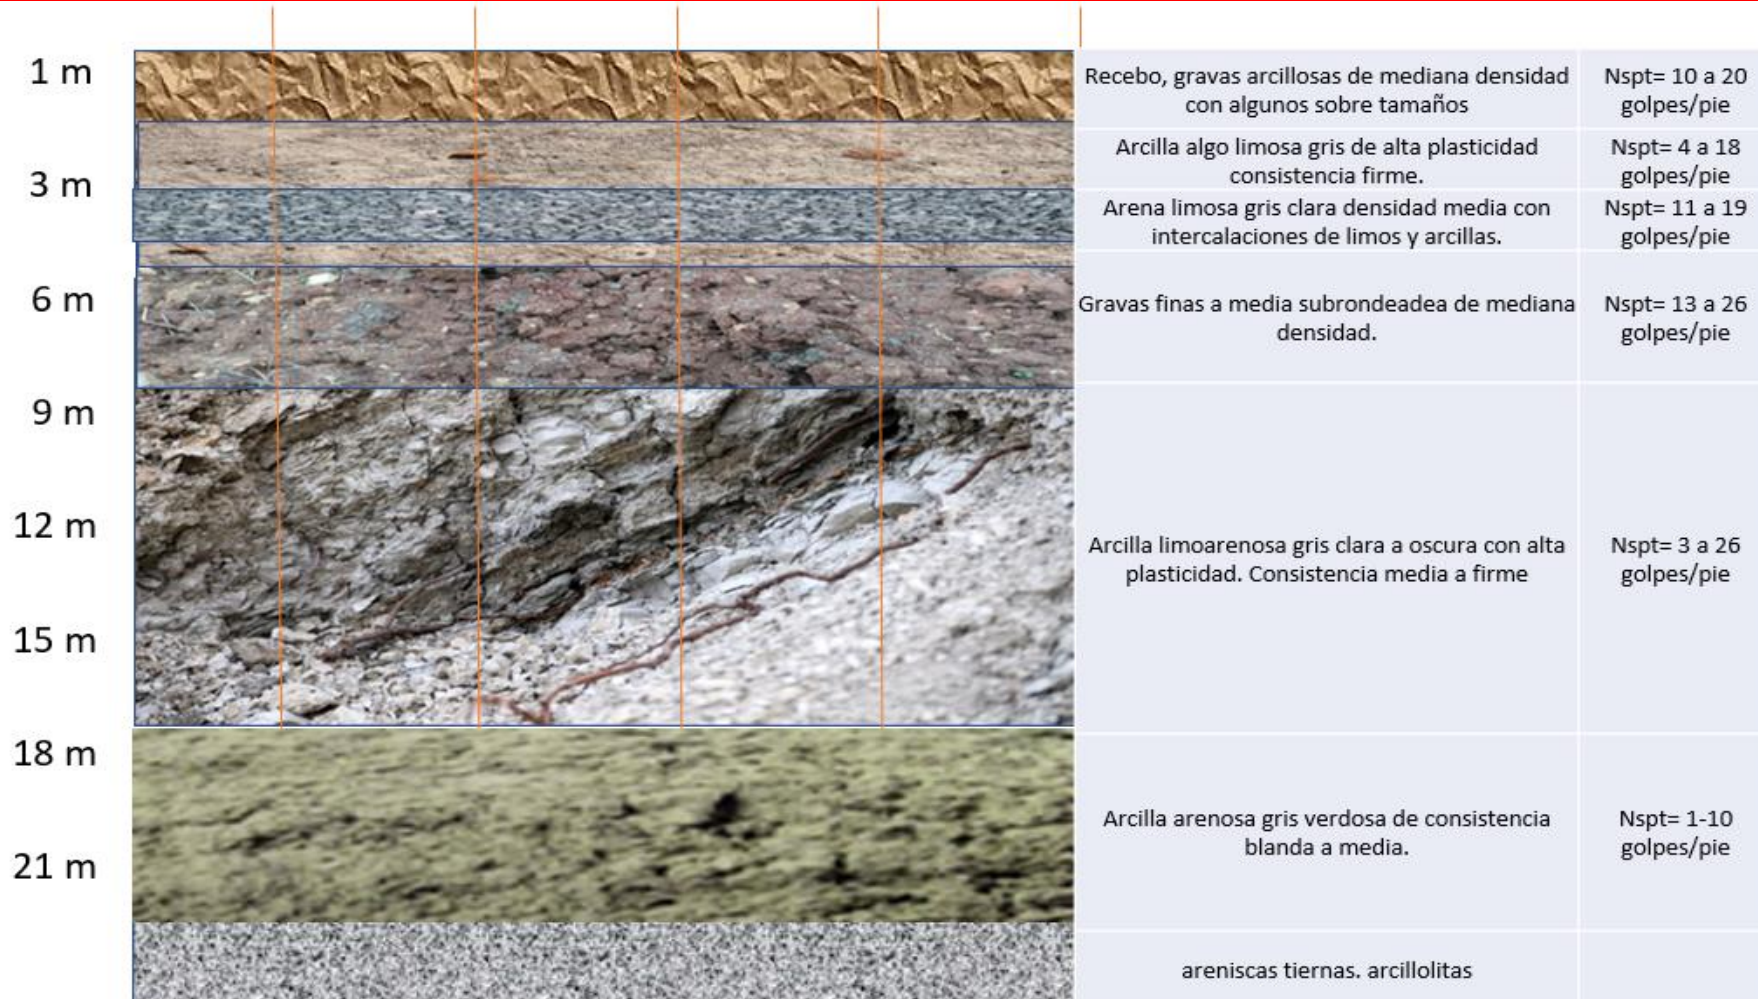 1 m
3 m
6 m
9 m
12 m
15 m
18 m
21 m
Recebo, gravas arcillosas de mediana densidad
con algunos sobre tamaños
Nspt= 10 a 20
golpes/pie
Arcilla algo limosa gris de alta plasticidad
consistencia firme.
Nspt= 4 a 18
golpes/pie
Arena limosa gris clara densidad media con
intercalaciones de limos y arcillas.
Nspt= 11 a 19
golpes/pie
Gravas finas a media subrondeadea de mediana
densidad.
Nspt= 13 a 26
golpes/pie
Arcilla limoarenosa gris clara a oscura con alta
plasticidad. Consistencia media a firme
Nspt= 3 a 26
golpes/pie
Arcilla arenosa gris verdosa de consistencia
blanda a media.
Nspt= 1-10
golpes/pie
areniscas tiernas. arcillolitas